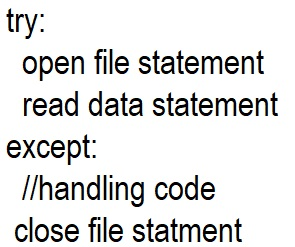 try:
open file statement
read data statement
except:
//handling code
close file statment